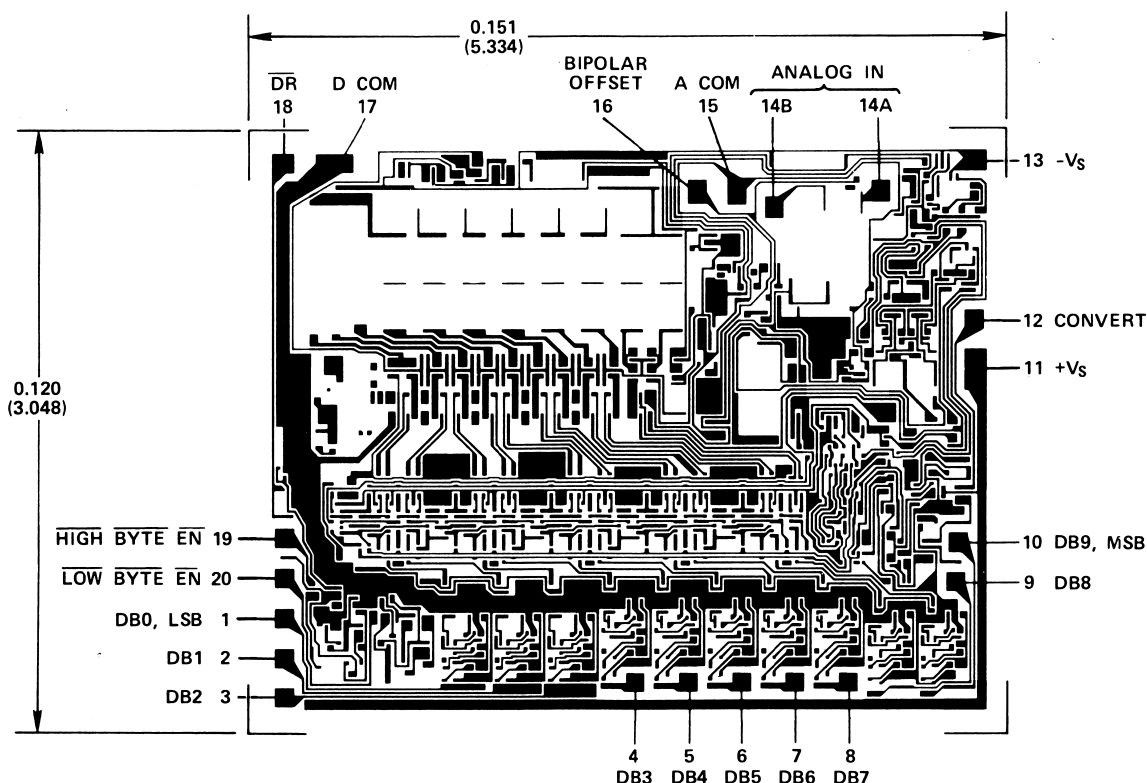 0.151
(5.334)
BIPOLAR
OFFSET
16
A COM
15
ANALOG IN
14B 14A
DR
18
D COM
17
13 -VS
12 CONVERT
11 +VS
0.120
(3.048)
HIGH BYTE EN 19
LOW BYTE EN 20
DB0, LSB 1
DB1 2
DB2 3
10 DB9, MSB
9 DB8
4 5 6 7 8
DB3 DB4 DB5 DB6 DB7